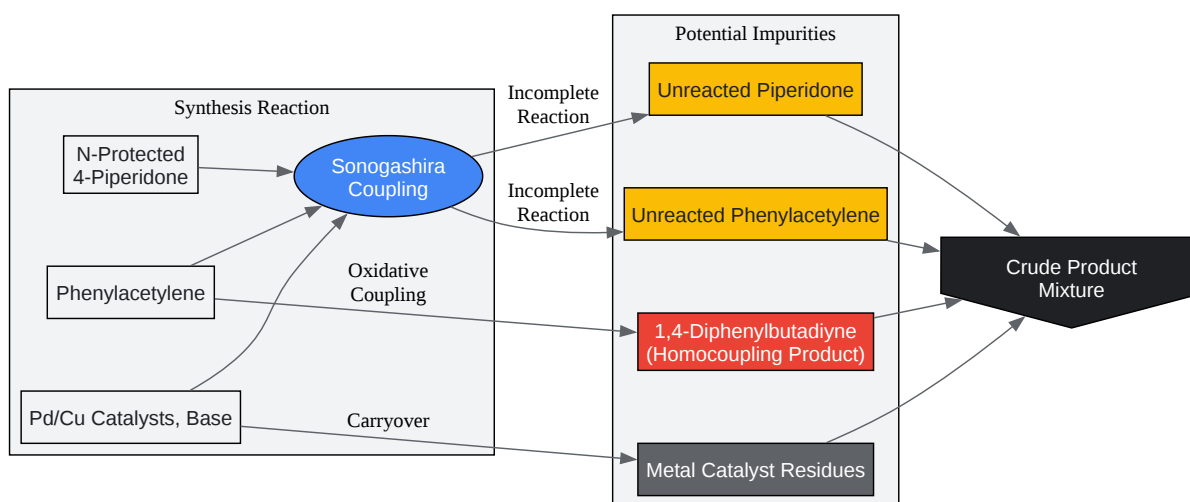 Potential Impurities
Synthesis Reaction
N-Protected
4-Piperidone
Sonogashira
Coupling
Phenylacetylene
Pd/Cu Catalysts, Base
Incomplete
Reaction
Incomplete
Reaction
Oxidative
Coupling
Carryover
Unreacted Piperidone
Unreacted Phenylacetylene
1,4-Diphenylbutadiyne
(Homocoupling Product)
Metal Catalyst Residues
Crude Product
Mixture